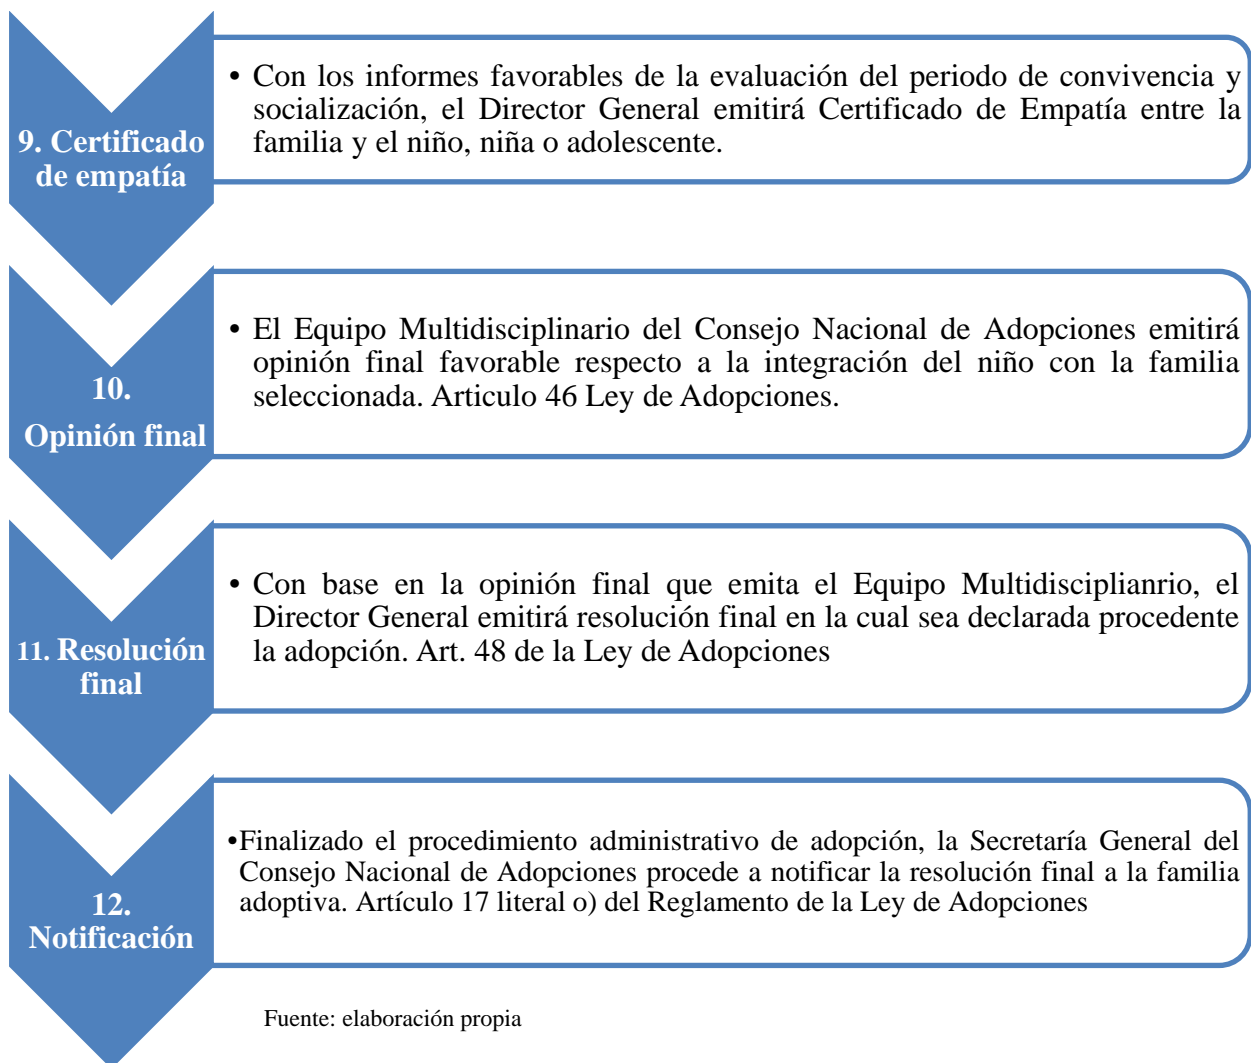 9. Certificado
de empatía
• Con los informes favorables de la evaluación del periodo de convivencia y
socialización, el Director General emitirá Certificado de Empatía entre la
familia y el niño, niña o adolescente.
10.
Opinión final
• El Equipo Multidisciplinario del Consejo Nacional de Adopciones emitirá
opinión final favorable respecto a la integración del niño con la familia
seleccionada. Articulo 46 Ley de Adopciones.
11. Resolución
final
• Con base en la opinión final que emita el Equipo Multidisciplianrio, el
Director General emitirá resolución final en la cual sea declarada procedente
la adopción. Art. 48 de la Ley de Adopciones
12.
Notificación
•Finalizado el procedimiento administrativo de adopción, la Secretaría General del
Consejo Nacional de Adopciones procede a notificar la resolución final a la familia
adoptiva. Artículo 17 literal o) del Reglamento de la Ley de Adopciones
Fuente: elaboración propia